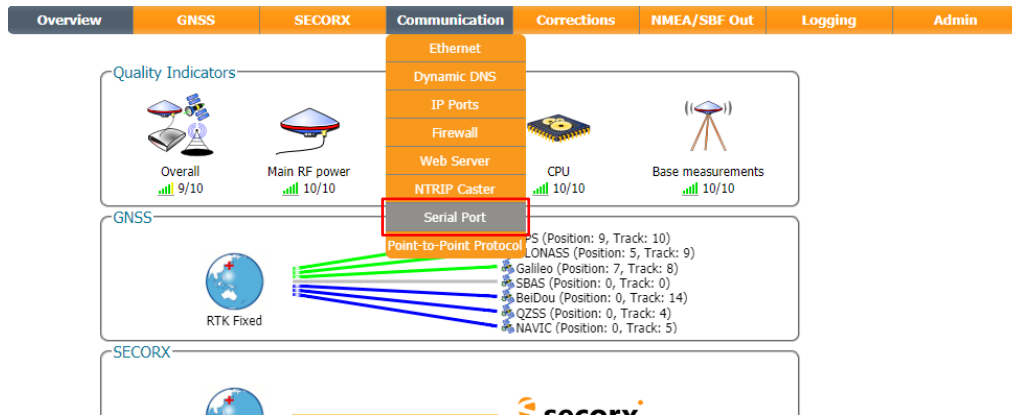 Overview GNSS SECORX Communication Corrections NMEA/SBF Out Logging Admin
Ethernet
Dynamic DNS
IP Ports
Firewall
Web Server
NTRIP Caster
Serial Port
Point-to-Point Protocol
Quality Indicators
Overall
9/10
Main RF power
10/10
CPU
10/10
Base measurements
10/10
GNSS
RTK Fixed
PS (Position: 9, Track: 10)
LONASS (Position: 5, Track: 9)
Galileo (Position: 7, Track: 8)
SBAS (Position: 0, Track: 0)
BeiDou (Position: 0, Track: 14)
QZSS (Position: 0, Track: 4)
NAVIC (Position: 0, Track: 5)
SECORX
secorx